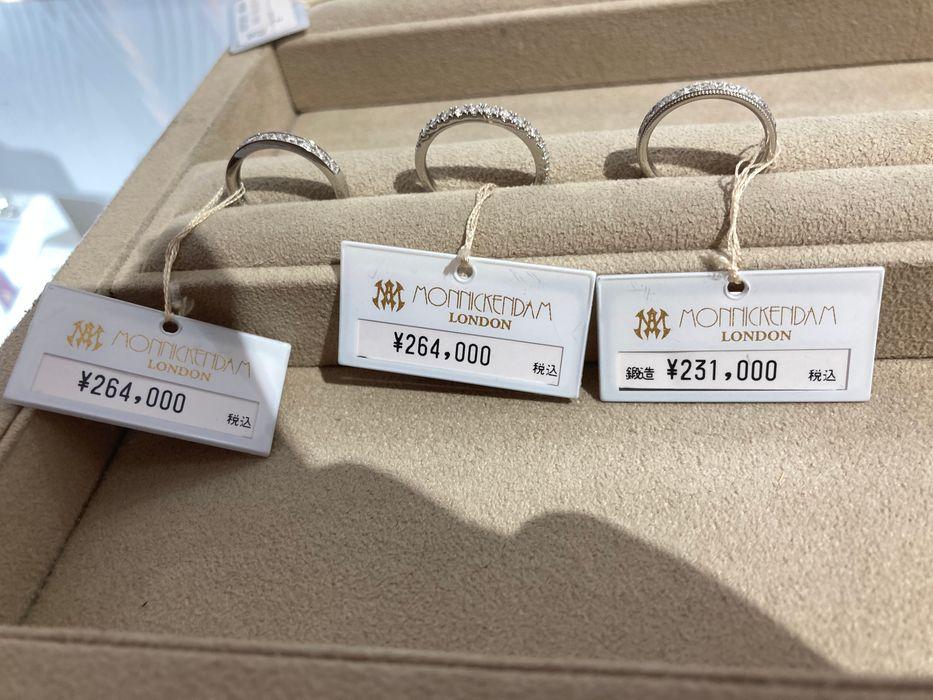 MONNICKENDAM
LONDON
¥264,000
税込
MONNICKENDAM
LONDON
¥264,000
税込
MONNICKENDAM
LONDON
鍛造 ¥231,000 税込